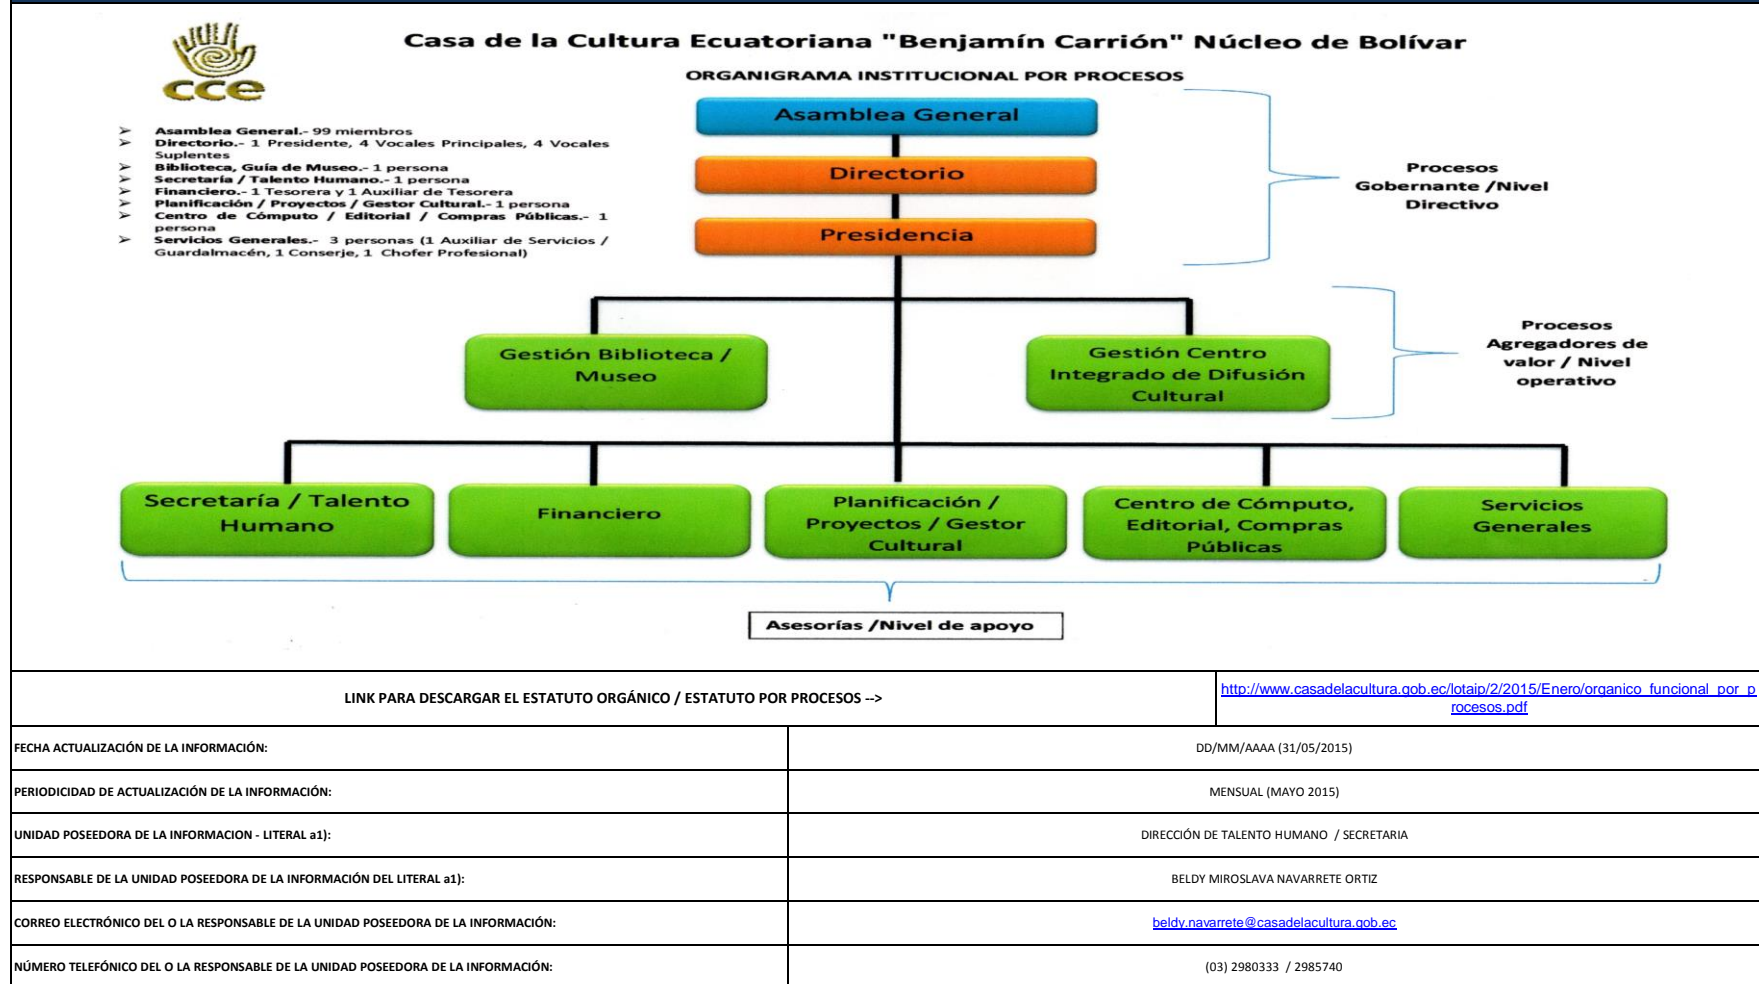 cce
Casa de la Cultura Ecuatoriana "Benjamín Carrión" Núcleo de Bolívar
ORGANIGRAMA INSTITUCIONAL POR PROCESOS
➢ Asamblea General.- 99 miembros
➢ Directorio.- 1 Presidente, 4 Vocales Principales, 4 Vocales
Suplentes
➢ Biblioteca, Guía de Museo.- 1 persona
➢ Secretaría / Talento Humano.- 1 persona
➢ Financiero.- 1 Tesorera y 1 Auxiliar de Tesorera
➢ Planificación / Proyectos / Gestor Cultural.- 1 persona
➢ Centro de Cómputo / Editorial / Compras Públicas.- 1
persona
➢ Servicios Generales.- 3 personas (1 Auxiliar de Servicios /
Guardalmacén, 1 Conserje, 1 Chofer Profesional)
Asamblea General
Directorio
Presidencia
Procesos
Gobernante /Nivel
Directivo
Gestión Biblioteca /
Museo
Gestión Centro
Integrado de Difusión
Cultural
Procesos
Agregadores de
valor / Nivel
operativo
Secretaría / Talento
Humano
Financiero
Planificación /
Proyectos / Gestor
Cultural
Centro de Cómputo,
Editorial, Compras
Públicas
Servicios
Generales
Asesorías /Nivel de apoyo
LINK PARA DESCARGAR EL ESTATUTO ORGÁNICO / ESTATUTO POR PROCESOS -->
http://www.casadelacultura.gob.ec/lotaip/2/2015/Enero/organico_funcional_por_p
rocesos.pdf
FECHA ACTUALIZACIÓN DE LA INFORMACIÓN:
DD/MM/AAAA (31/05/2015)
PERIODICIDAD DE ACTUALIZACIÓN DE LA INFORMACIÓN:
MENSUAL (MAYO 2015)
UNIDAD POSEEDORA DE LA INFORMACION - LITERAL a1):
DIRECCIÓN DE TALENTO HUMANO / SECRETARIA
RESPONSABLE DE LA UNIDAD POSEEDORA DE LA INFORMACIÓN DEL LITERAL a1):
BELDY MIROSLAVA NAVARRETE ORTIZ
CORREO ELECTRÓNICO DEL O LA RESPONSABLE DE LA UNIDAD POSEEDORA DE LA INFORMACIÓN:
beldy.navarrete@casadelacultura.gob.ec
NÚMERO TELEFÓNICO DEL O LA RESPONSABLE DE LA UNIDAD POSEEDORA DE LA INFORMACIÓN:
(03) 2980333 / 2985740